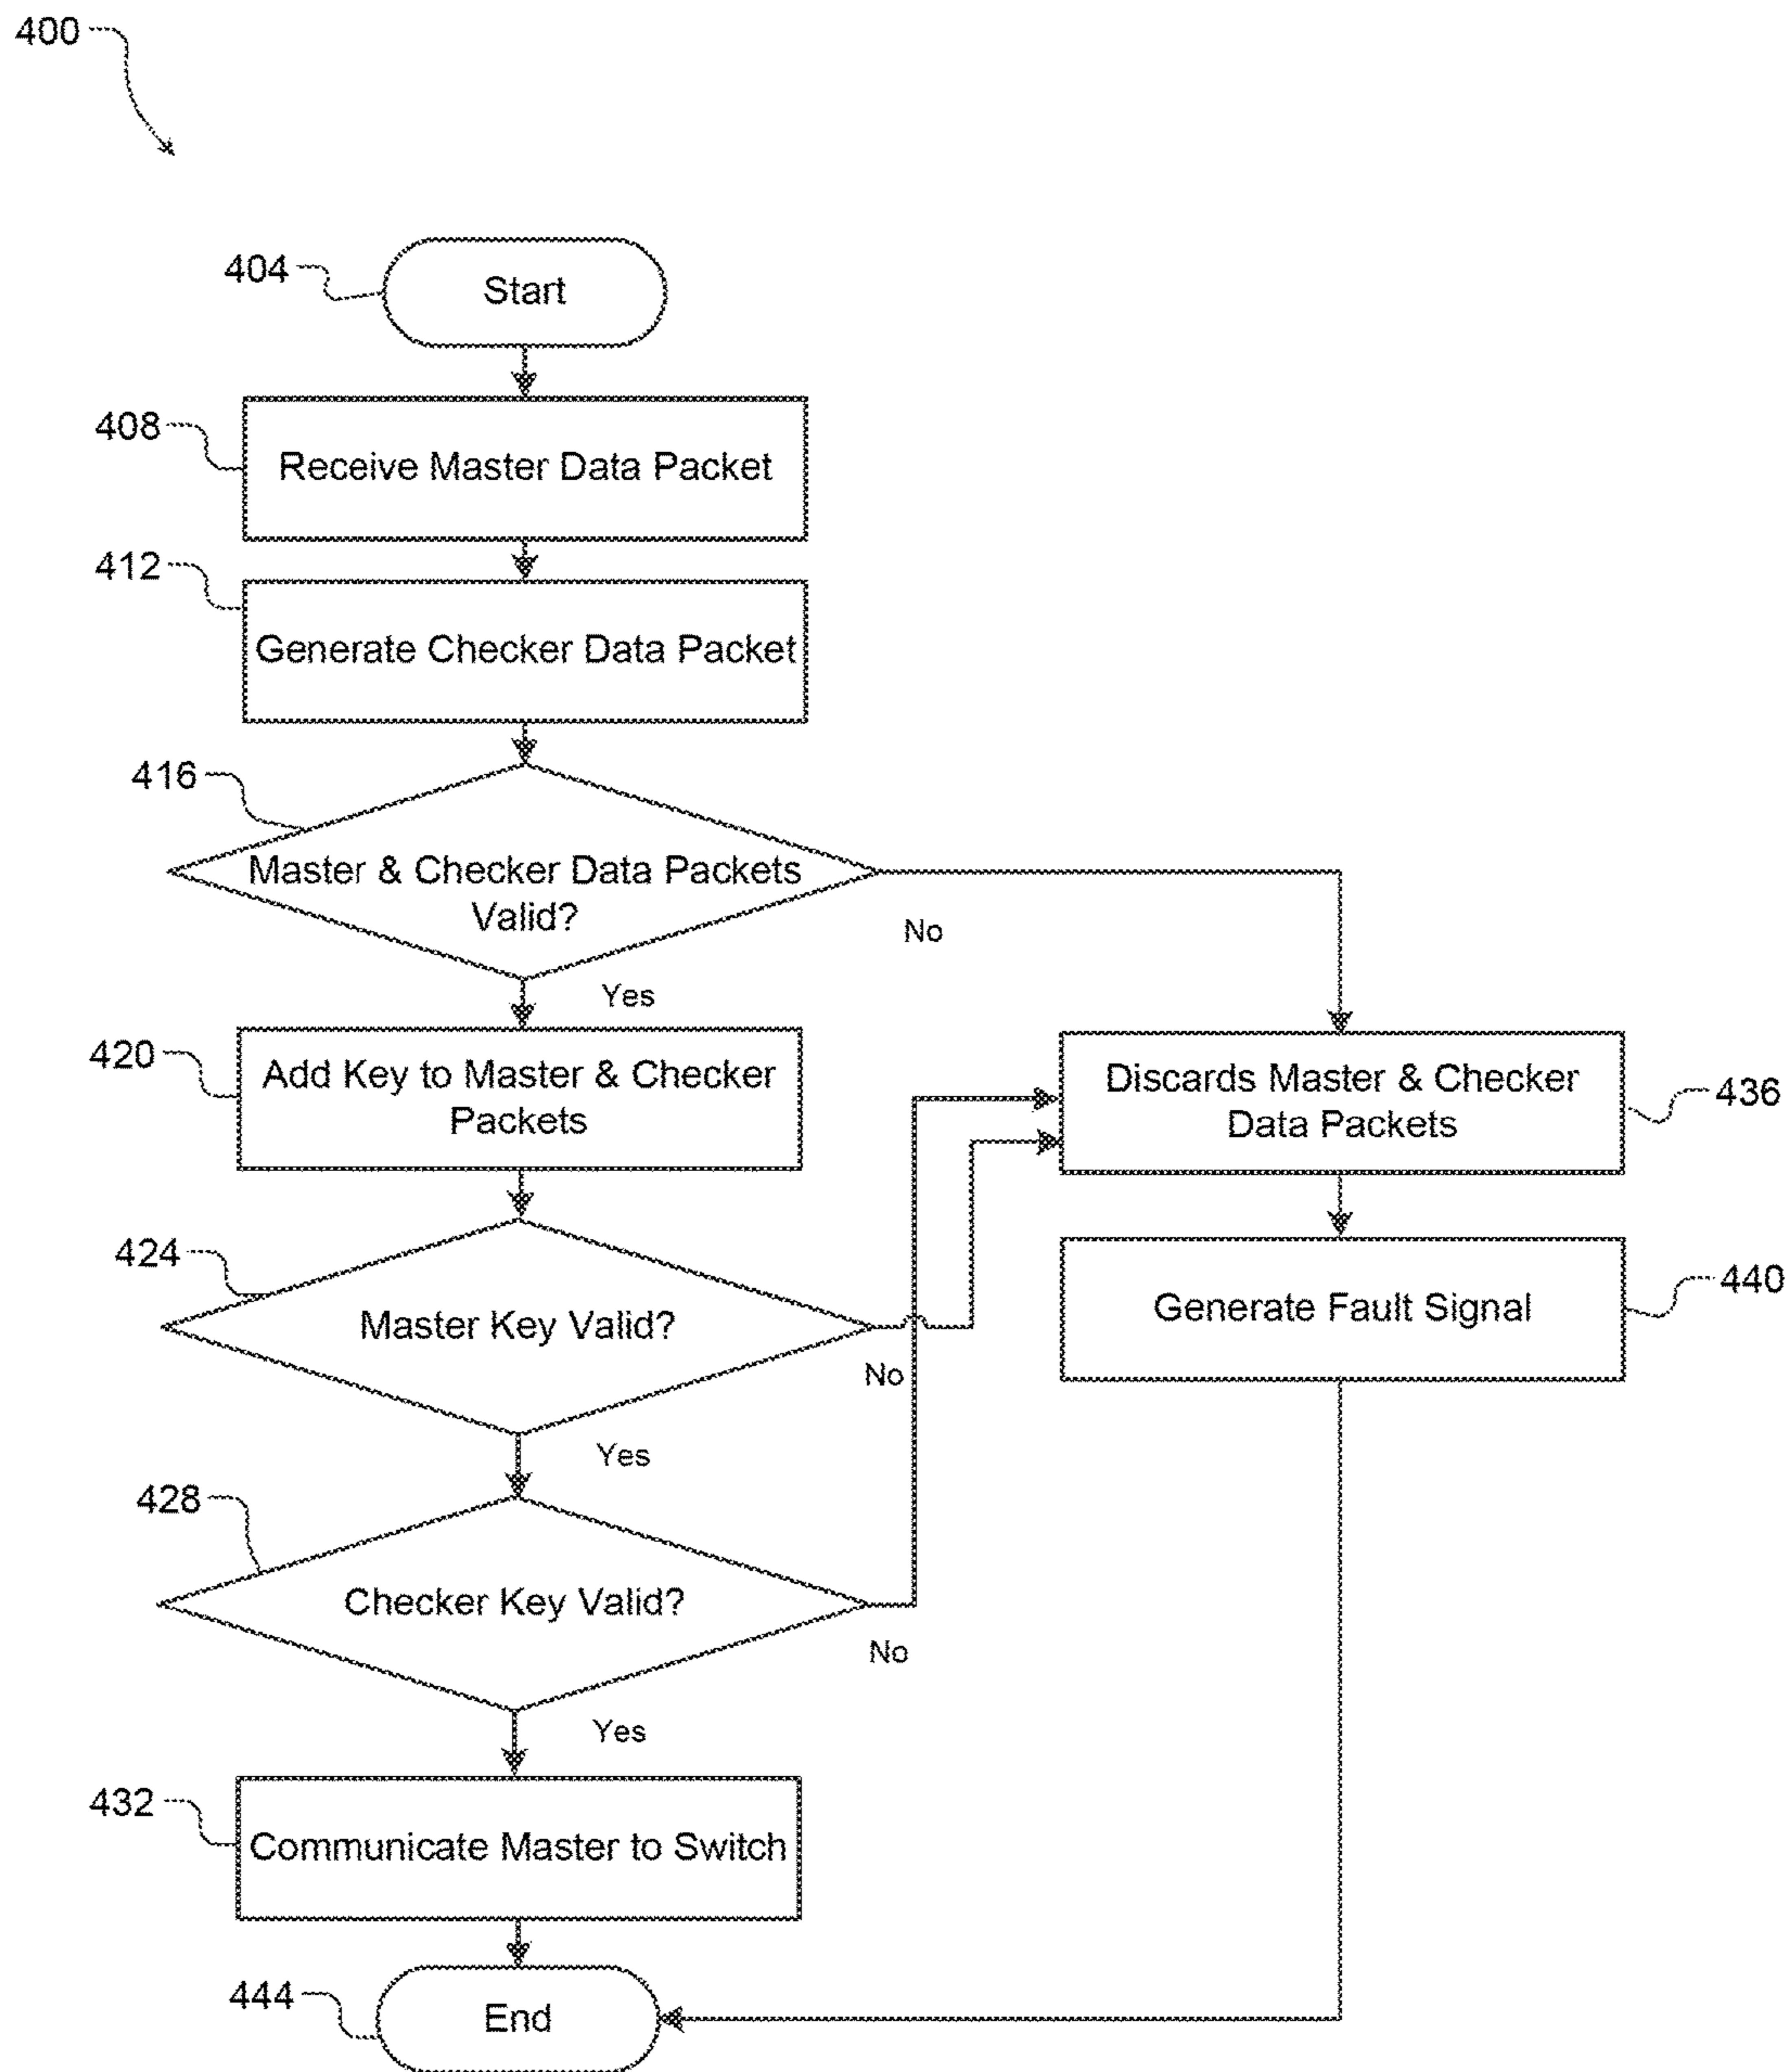 400
404
Start
408
Receive Master Data Packet
412
Generate Checker Data Packet
416
Master & Checker Data Packets
Valid?
No
Yes
420
Add Key to Master & Checker
Packets
Discards Master & Checker
Data Packets
436
424
Master Key Valid?
No
Yes
Generate Fault Signal
440
428
Checker Key Valid?
No
Yes
432
Communicate Master to Switch
444
End